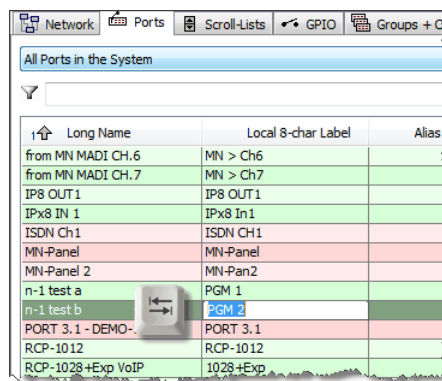 Network Ports Scroll-Lists GPIO Groups +
All Ports in the System
1 Long Name Local 8-char Label Alias
from MN MADI CH.6 MN > Ch6
from MN MADI CH.7 MN > Ch7
IP8 OUT1 IP8 OUT1
IPx8 IN 1 IPx8 In1
ISDN Ch1 ISDN CH1
MN-Panel MN-Panel
MN-Panel 2 MN-Pan2
n-1 test a PGM 1
n-1 test b PGM 2
PORT 3.1 - DEMO- PORT 3.1
RCP-1012 RCP-1012
RCP-1028+Exp VoIP 1028+Exp